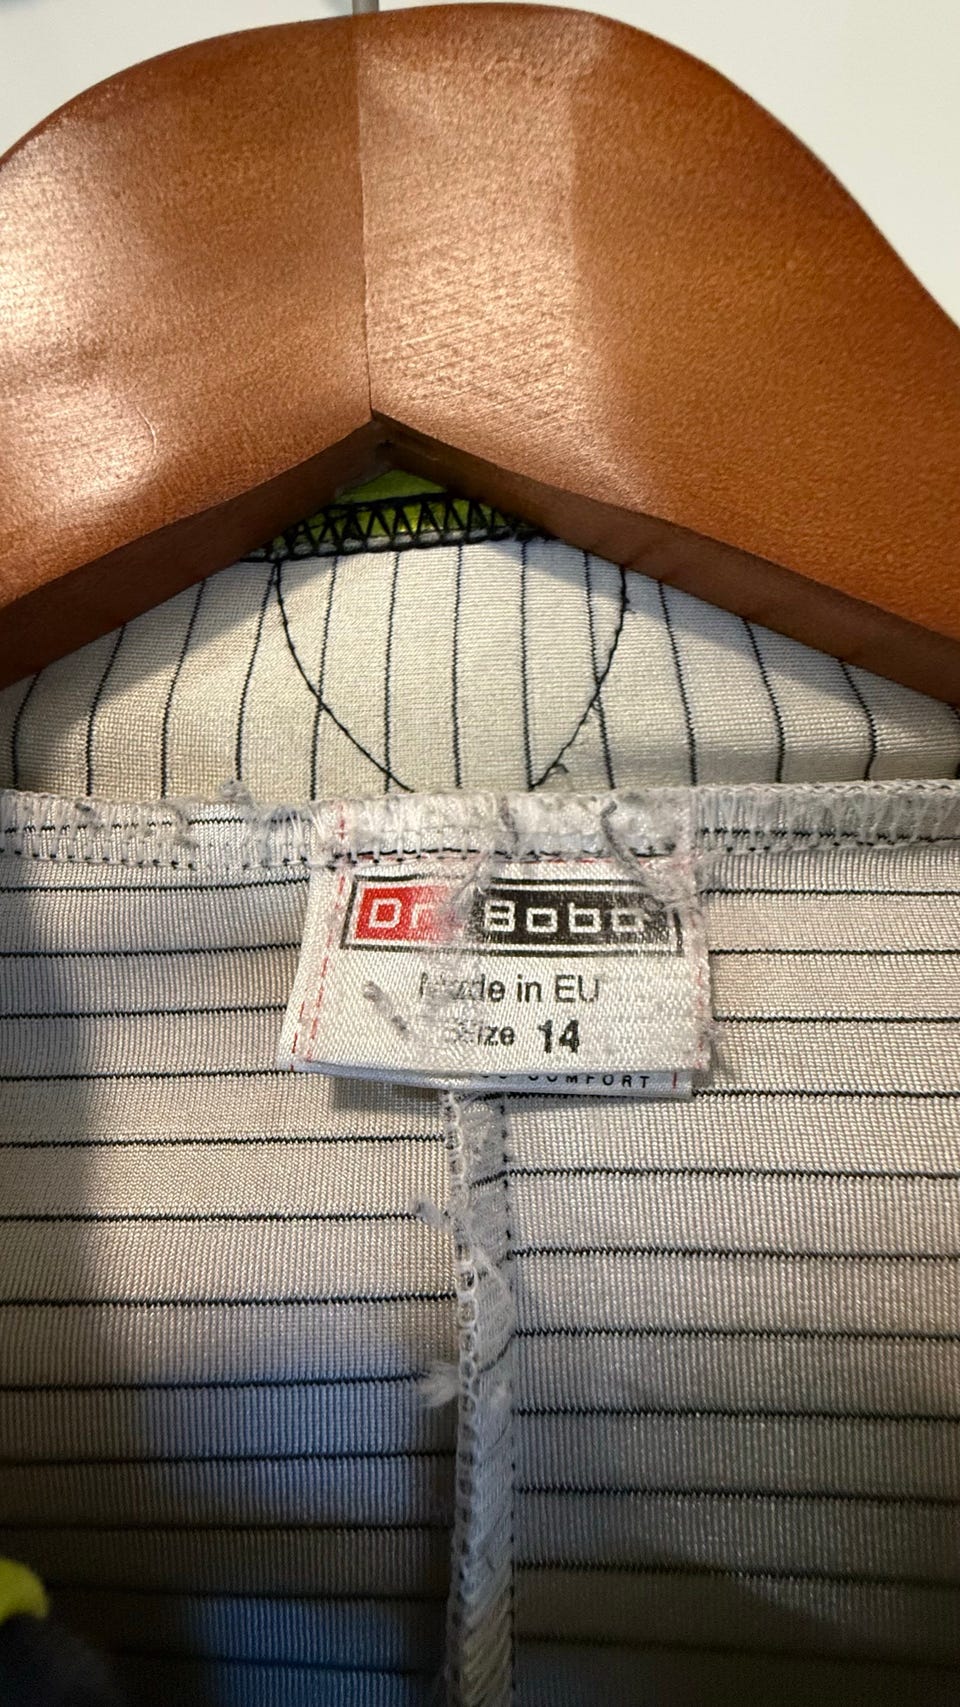 Dr Bobo
Made in EU
Size 14
COMFORT